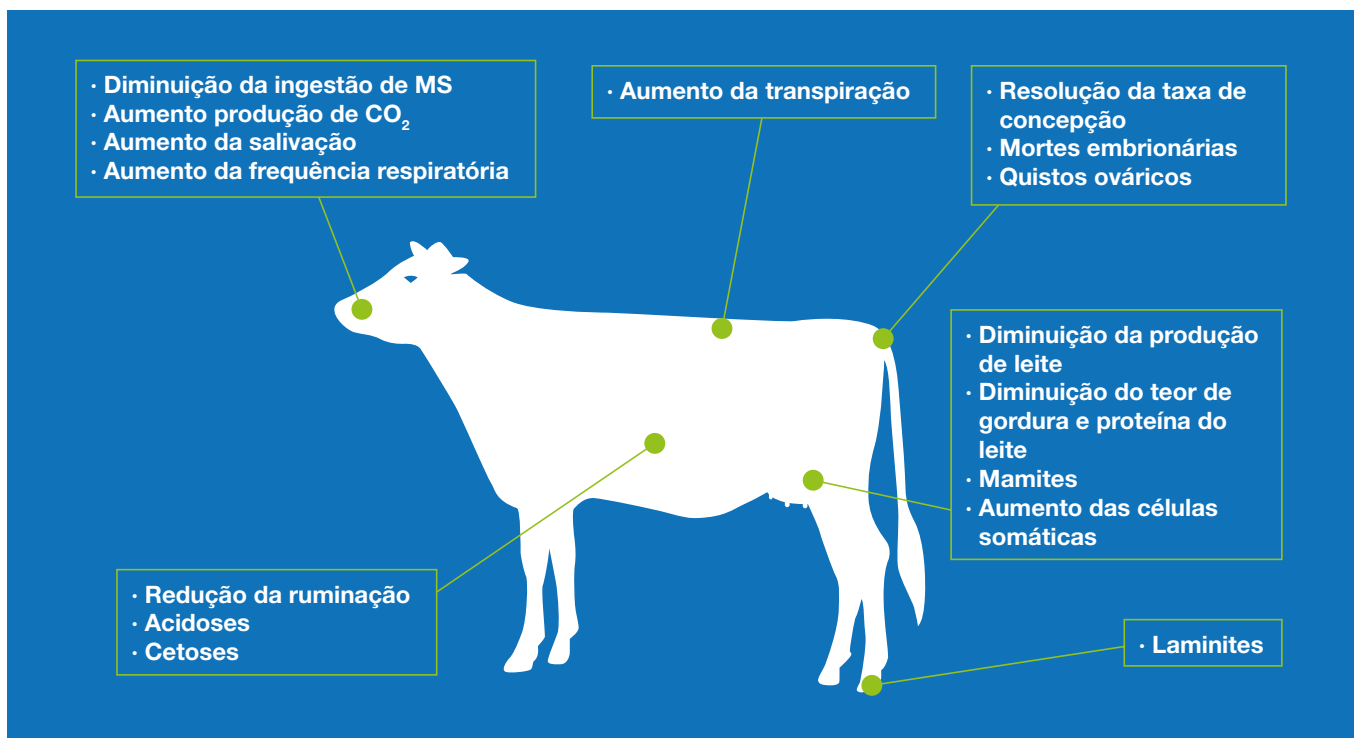 · Diminuição da ingestão de MS
· Aumento produção de CO₂
· Aumento da salivação
· Aumento da frequência respiratória
· Aumento da transpiração
· Resolução da taxa de
concepção
· Mortes embrionárias
· Quistos ováricos
· Diminuição da produção
de leite
· Diminuição do teor de
gordura e proteína do
leite
· Mamites
· Aumento das células
somáticas
· Redução da ruminação
· Acidoses
· Cetoses
· Laminites